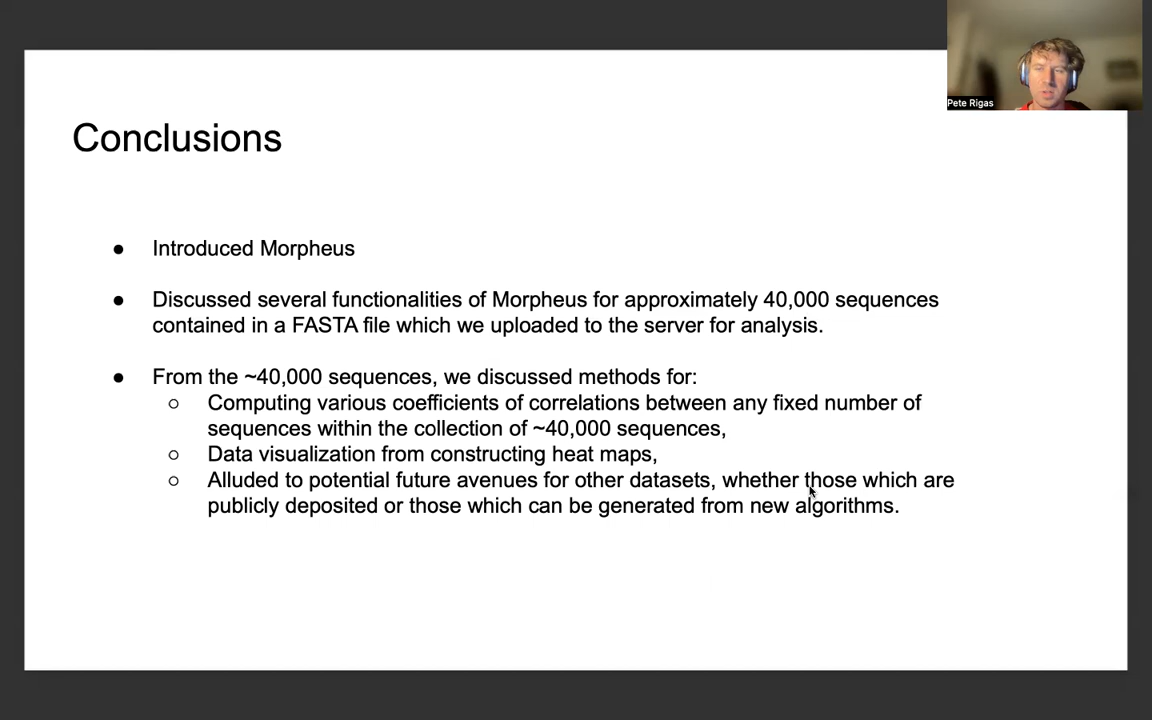 Pete Rigas
Conclusions
● Introduced Morpheus
● Discussed several functionalities of Morpheus for approximately 40,000 sequences
contained in a FASTA file which we uploaded to the server for analysis.
● From the ~40,000 sequences, we discussed methods for:
○ Computing various coefficients of correlations between any fixed number of
sequences within the collection of ~40,000 sequences,
○ Data visualization from constructing heat maps,
○ Alluded to potential future avenues for other datasets, whether those which are
publicly deposited or those which can be generated from new algorithms.